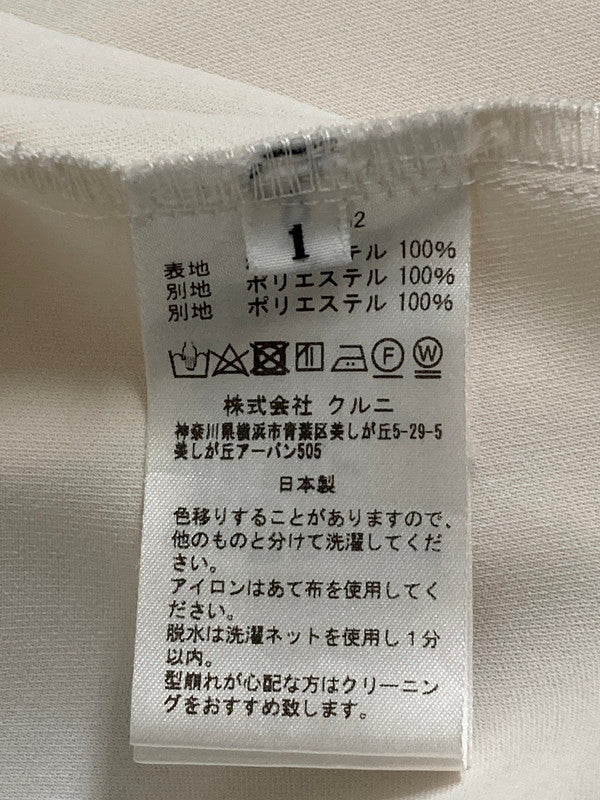 2
1
表地 テル 100%
別地 ポリエステル 100%
別地 ポリエステル 100%
F W
株式会社 クルニ
神奈川県横浜市青葉区美しが丘5-29-5
美しが丘アーバン505
日本製
色移りすることがありますので、
他のものと分けて洗濯してくだ
さい。
アイロンはあて布を使用してく
ださい。
脱水は洗濯ネットを使用し1分
以内。
型崩れが心配な方はクリーニン
グをおすすめ致します。